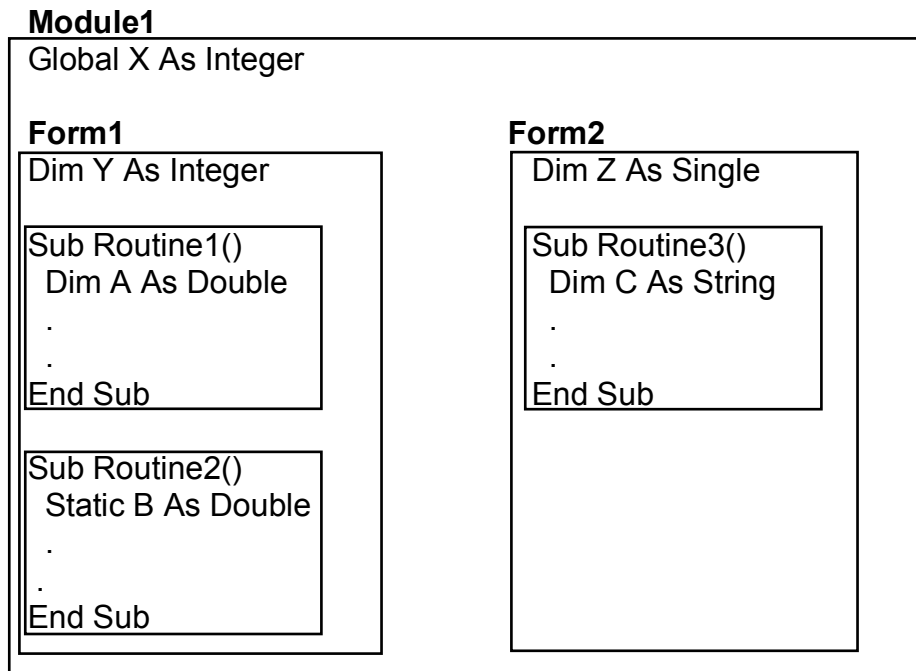 Module1
Global X As Integer
Form1
Dim Y As Integer
Sub Routine1()
Dim A As Double
.
.
End Sub
Sub Routine2()
Static B As Double
.
.
End Sub
Form2
Dim Z As Single
Sub Routine3()
Dim C As String
.
.
End Sub